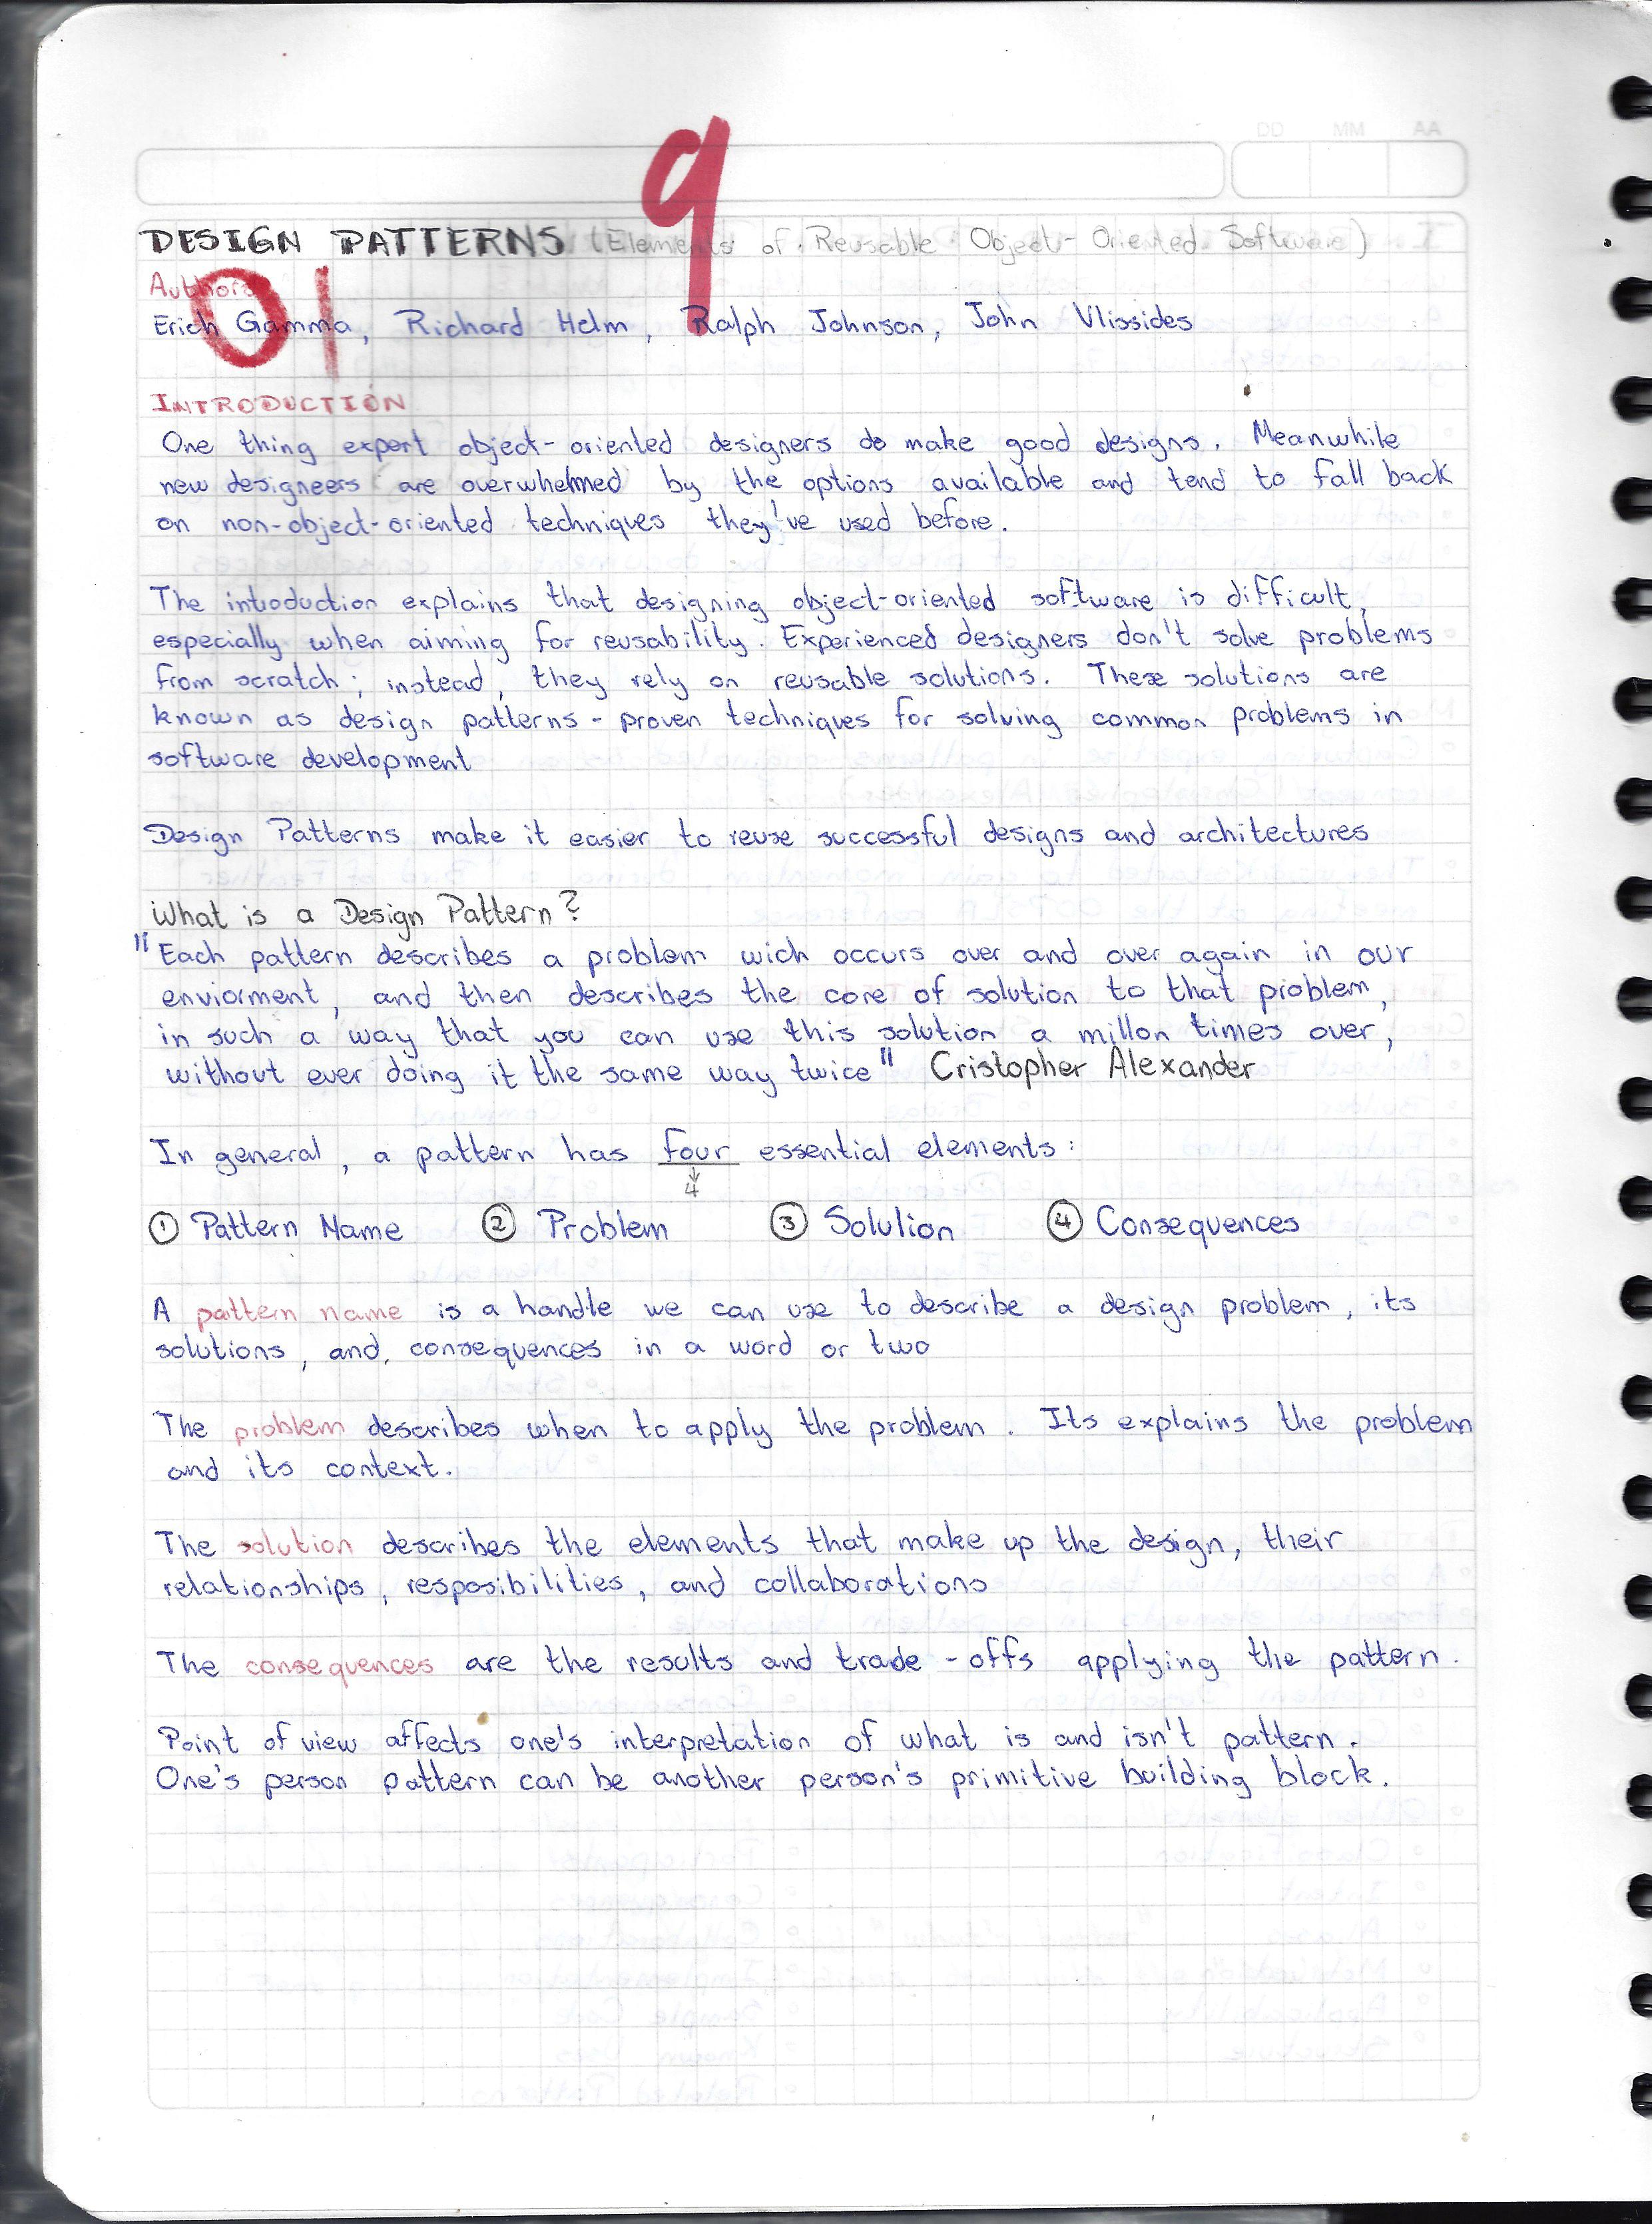 DD MM AA
9
DESIGN PATTERNS (Elements of Reusable Object-Oriented Software)
Authors
01
Erich Gamma, Richard Helm, Ralph Johnson, John Vlissides
INTRODUCTION
One thing expert object-oriented designers do make good designs. Meanwhile
new designeers are overwhelmed by the options available and tend to fall back
on non-object-oriented techniques they've used before.
The introduction explains that designing object-oriented software is difficult,
especially when aiming for reusability. Experienced designers don't solve problems
from scratch; instead, they rely on reusable solutions. These solutions are
known as design patterns - proven techniques for solving common problems in
software development
Design Patterns make it easier to reuse successful designs and architectures
What is a Design Pattern?
"Each pattern describes a problem wich occurs over and over again in our
enviorment, and then describes the core of solution to that problem,
in such a way that you can use this solution a millon times over,
without ever doing it the same way twice" Cristopher Alexander
In general, a pattern has four essential elements:
4
① Pattern Name ② Problem ③ Solution ④ Consequences
A pattern name is a handle we can use to describe a design problem, its
solutions, and, consequences in a word or two
The problem describes when to apply the problem. Its explains the problem
and its context.
The solution describes the elements that make up the design, their
relationships, resposibilities, and collaborations
The consequences are the results and trade-offs applying the pattern.
Point of view affects one's interpretation of what is and isn't pattern.
One's person pattern can be another person's primitive building block.